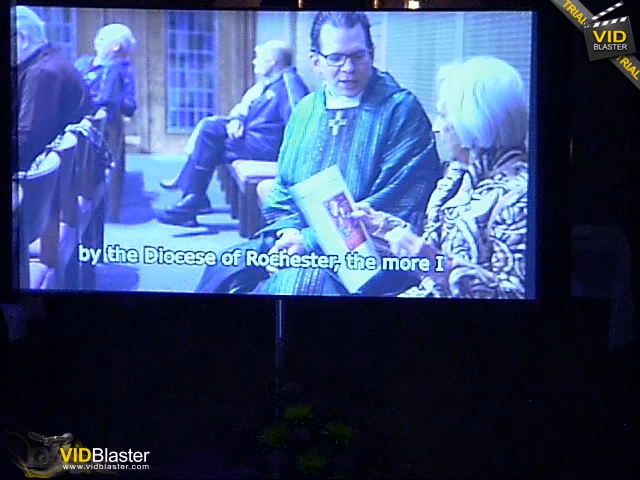 TRIAL
VID
BLASTER
TRIAL
by the Diocese of Rochester, the more I
VIDBlaster
www.vidblaster.com